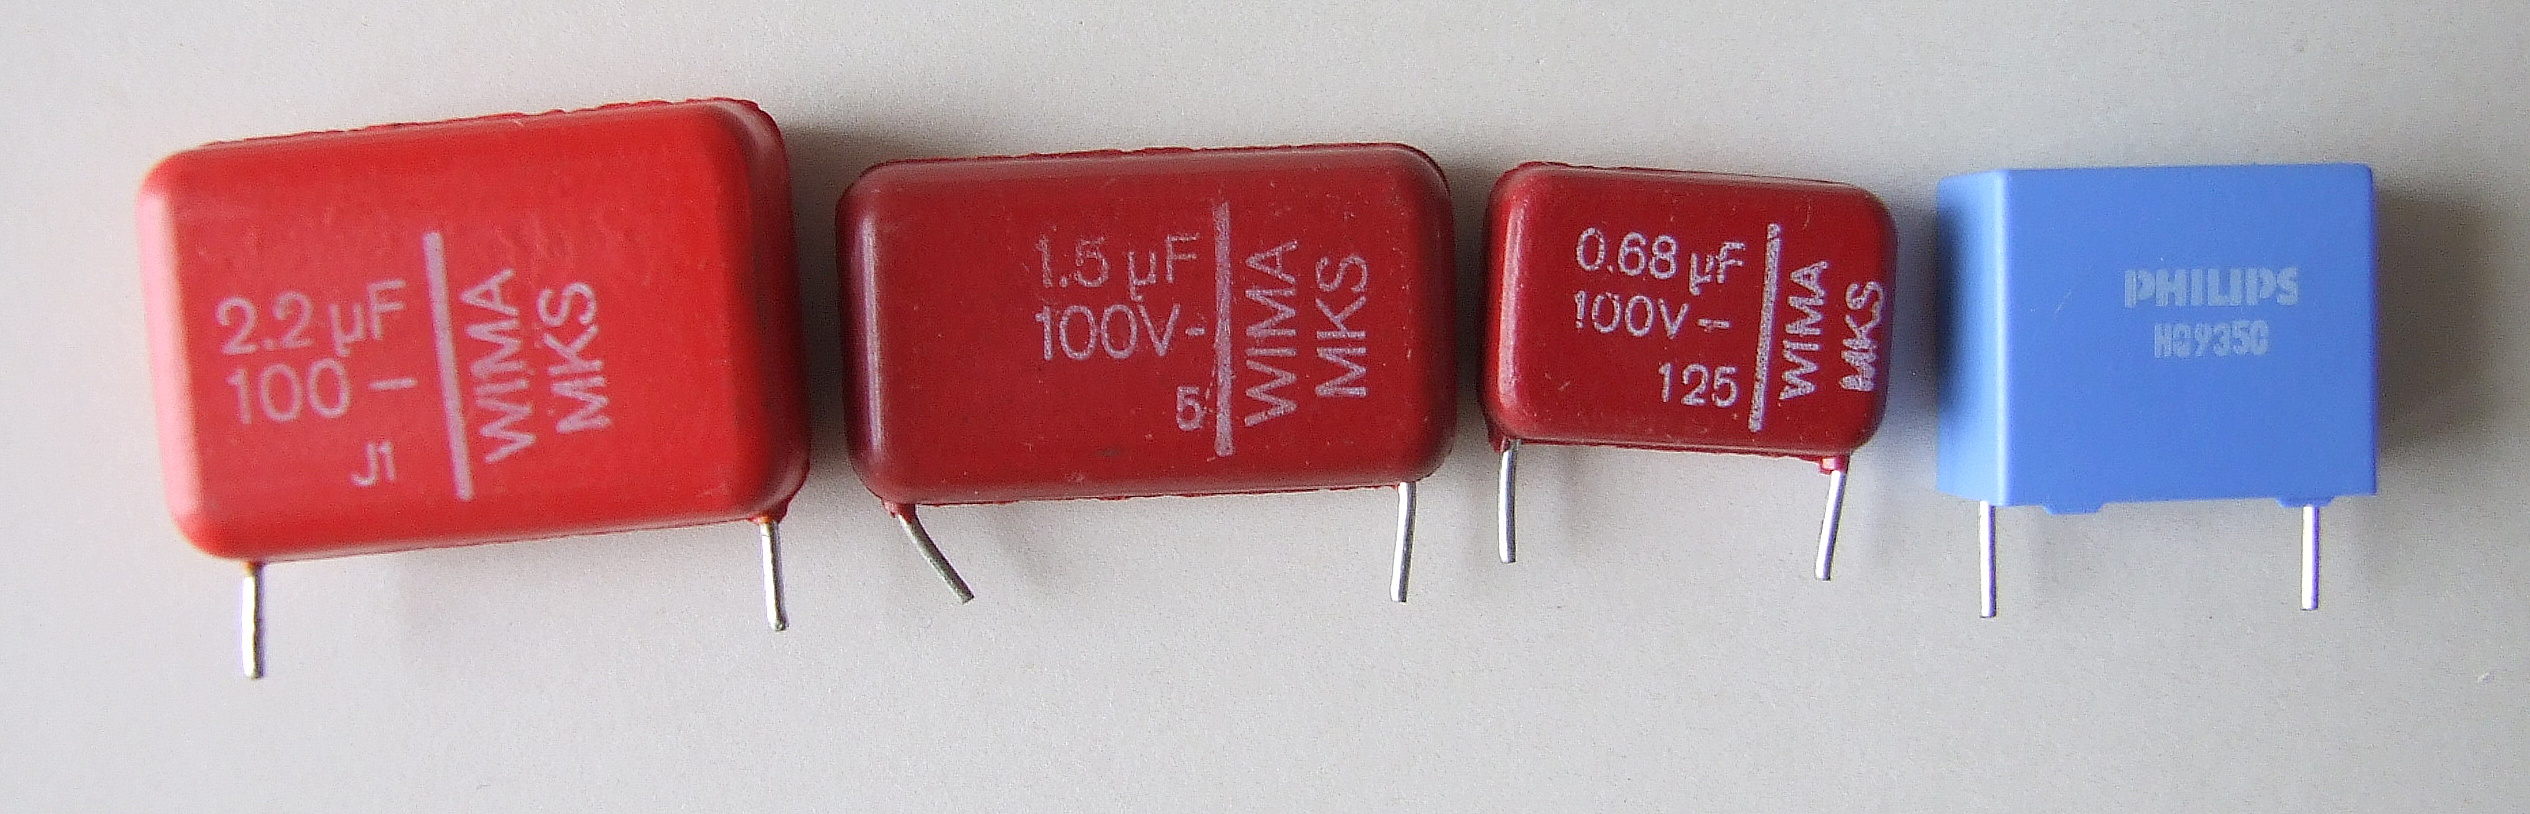 2.2 µF
100 –
J1
WIMA
MKS
1.5 µF
100V-
5
WIMA
MKS
0.68 µF
100V –
125
WIMA
MKS
PHILIPS
HQ935G